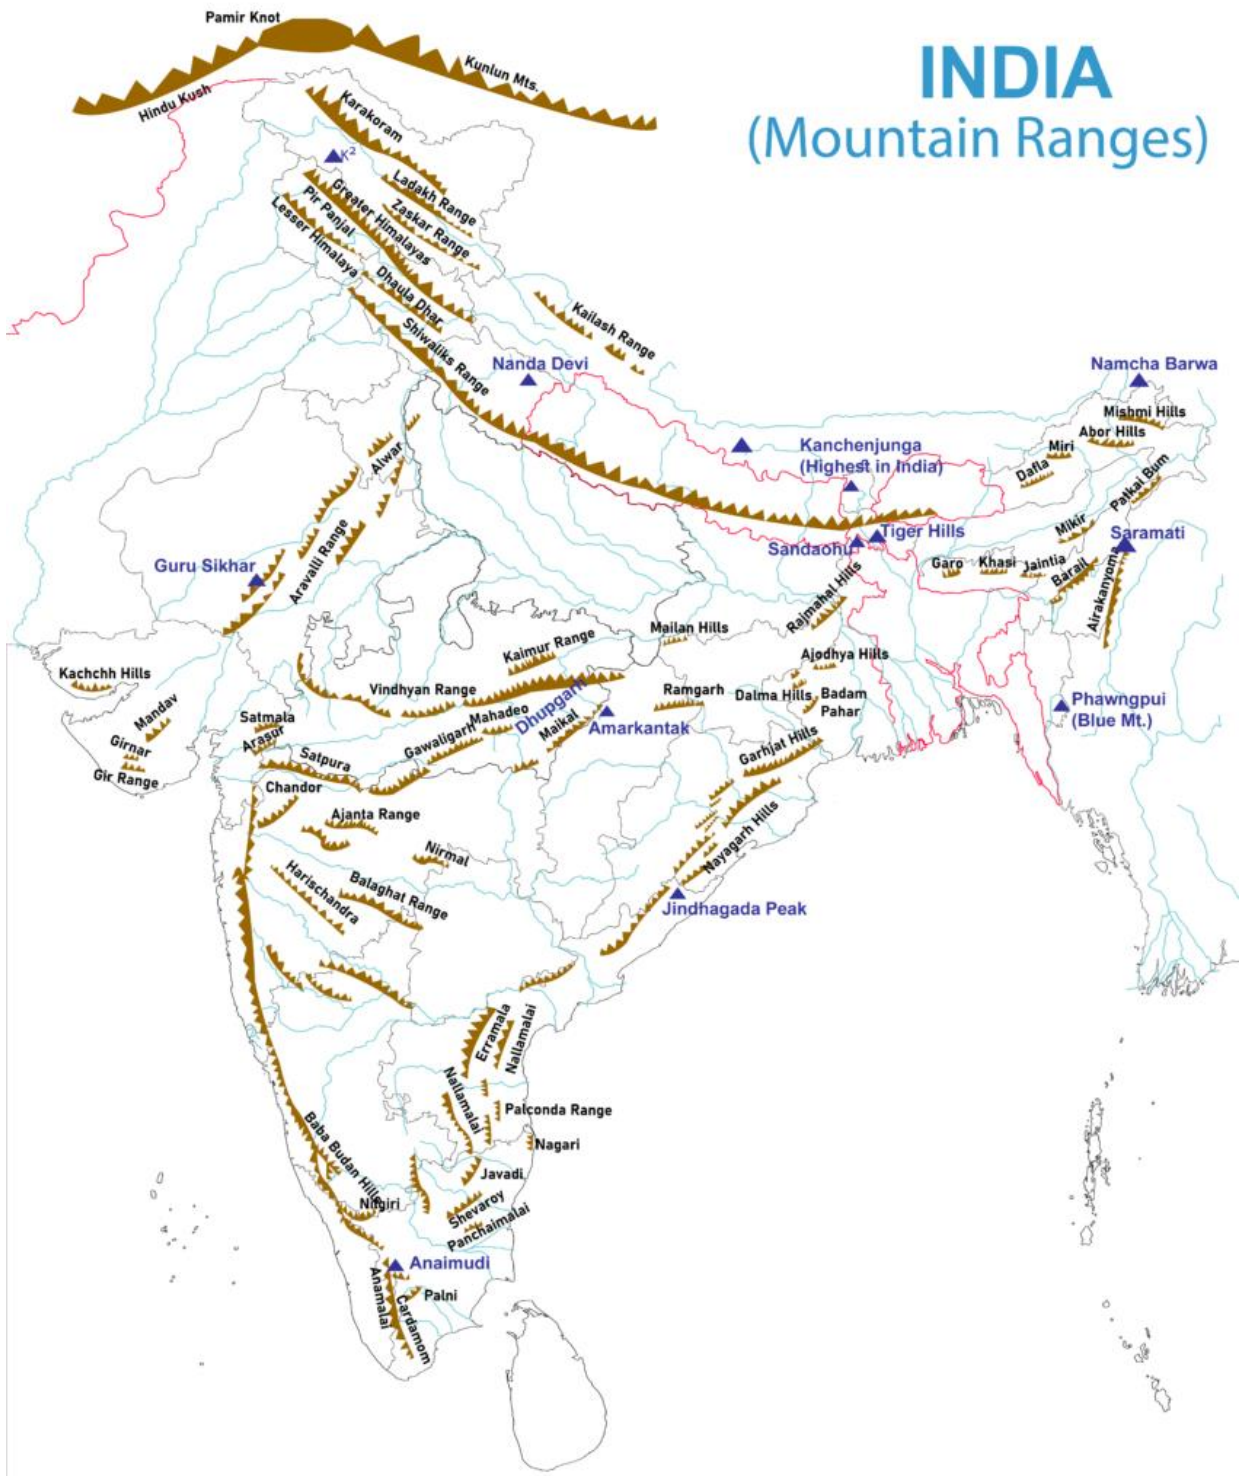 Pamir Knot
INDIA
(Mountain Ranges)
Hindu Kush
Kunlun Mts.
Karakoram
K²
Ladakh Range
Zaskar Range
Greater Himalayas
Pir Panjal
Lesser Himalaya
Dhaula Dhar
Shiwaliks Range
Kailash Range
Nanda Devi
Namcha Barwa
Mishmi Hills
Abor Hills
Miri
Dafla
Patkai Bum
Kanchenjunga
(Highest in India)
Alwar
Mikir
Saramati
Tiger Hills
Sandaohu
Aravalli Range
Guru Sikhar
Garo
Khasi
Jaintia
Barail
Airakanyoma
Rajmahal Hills
Mailan Hills
Kaimur Range
Ajodhya Hills
Kachchh Hills
Mandav
Girnar
Gir Range
Vindhyan Range
Ramgarh
Dalma Hills
Badam
Pahar
Phawngpui
(Blue Mt.)
Satmala
Arasur
Satpura
Gawaligarh
Mahadeo
Dhupgarh
Maikal
Amarkantak
Garhjat Hills
Chandor
Ajanta Range
Nirmal
Nayagarh Hills
Harischandra
Balaghat Range
Jindhagada Peak
Erramala
Nallamalai
Nallamalai
Palconda Range
Nagari
Baba Budan Hills
Javadi
Nilgiri
Shevaroy
Panchaimalai
Anaimudi
Anamalai
Palni
Cardamom